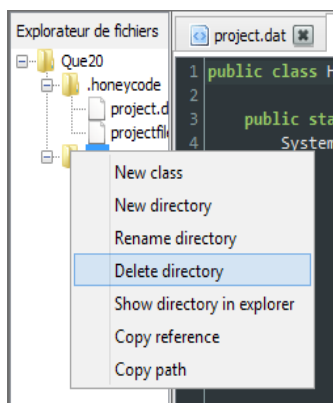 Explorateur de fichiers
project.dat
Que20
.honeycode
project.d
projectfile
1 public class H
2
3 public sta
4 System
New class
New directory
Rename directory
Delete directory
Show directory in explorer
Copy reference
Copy path